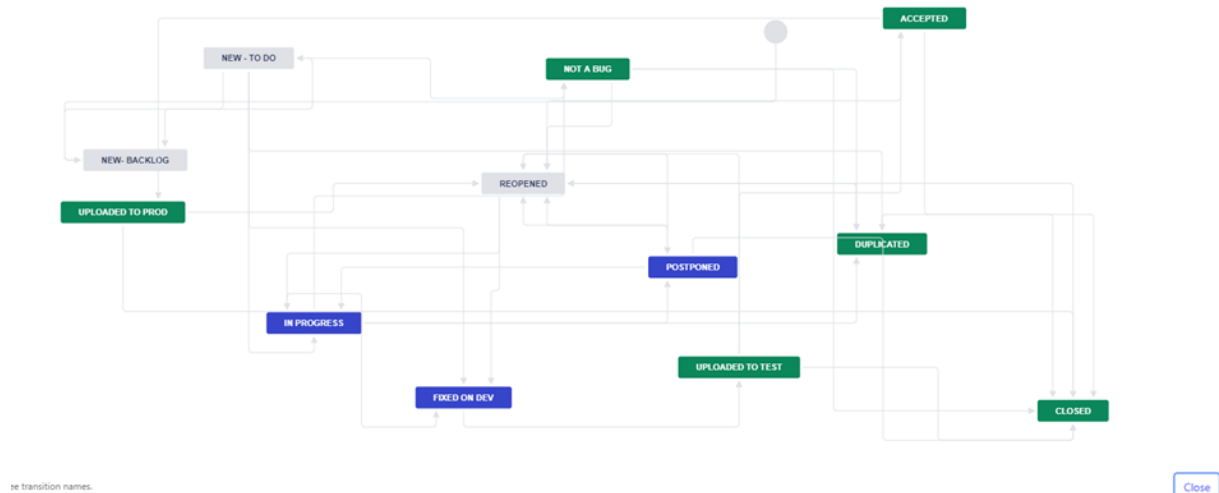 ACCEPTED
NEW - TO DO
NOT A BUG
NEW- BACKLOG
REOPENED
UPLOADED TO PROD
DUPLICATED
POSTPONED
IN PROGRESS
UPLOADED TO TEST
FIXED ON DEV
CLOSED
ee transition names.
Close